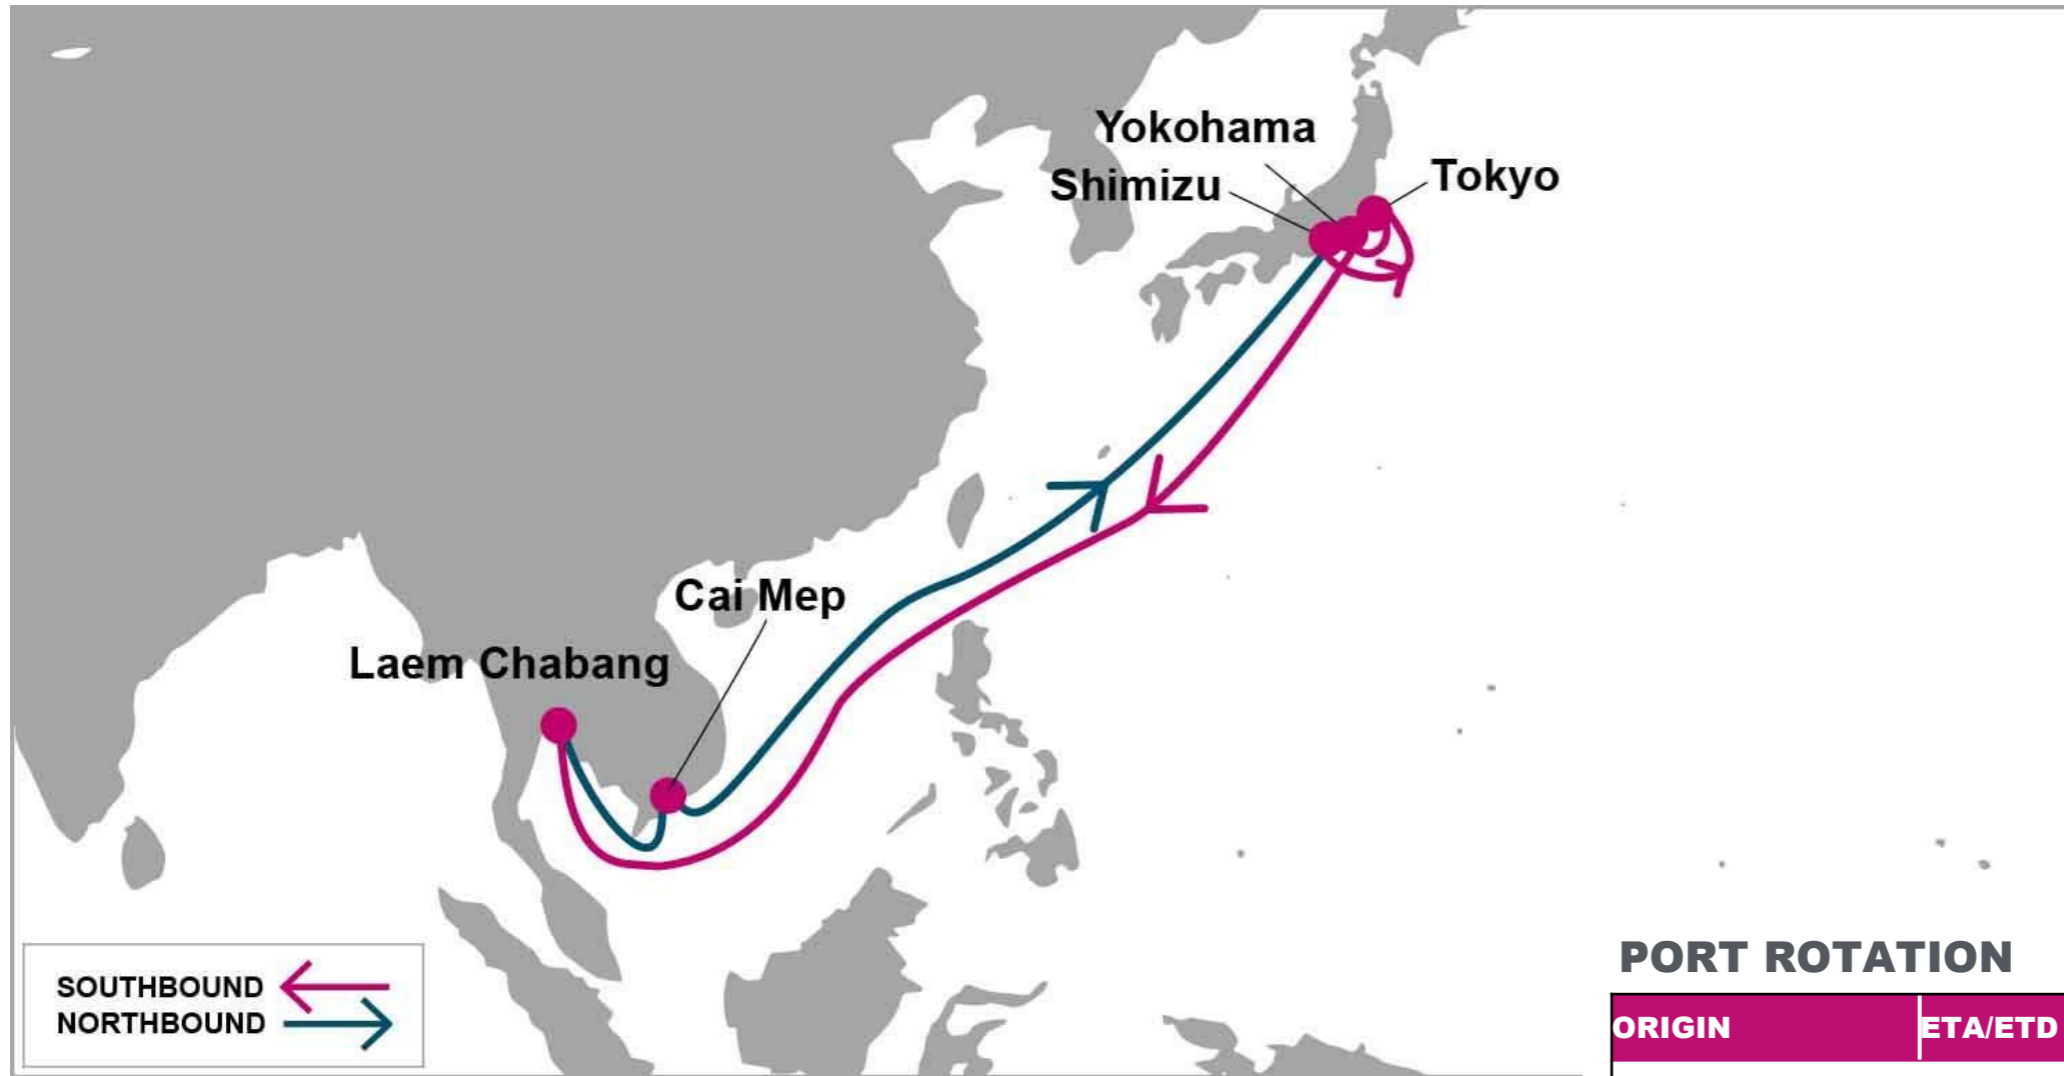 Yokohama
Shimizu
Tokyo
Cai Mep
Laem Chabang
SOUTHBOUND
NORTHBOUND
PORT ROTATION
ORIGIN ETA/ETD